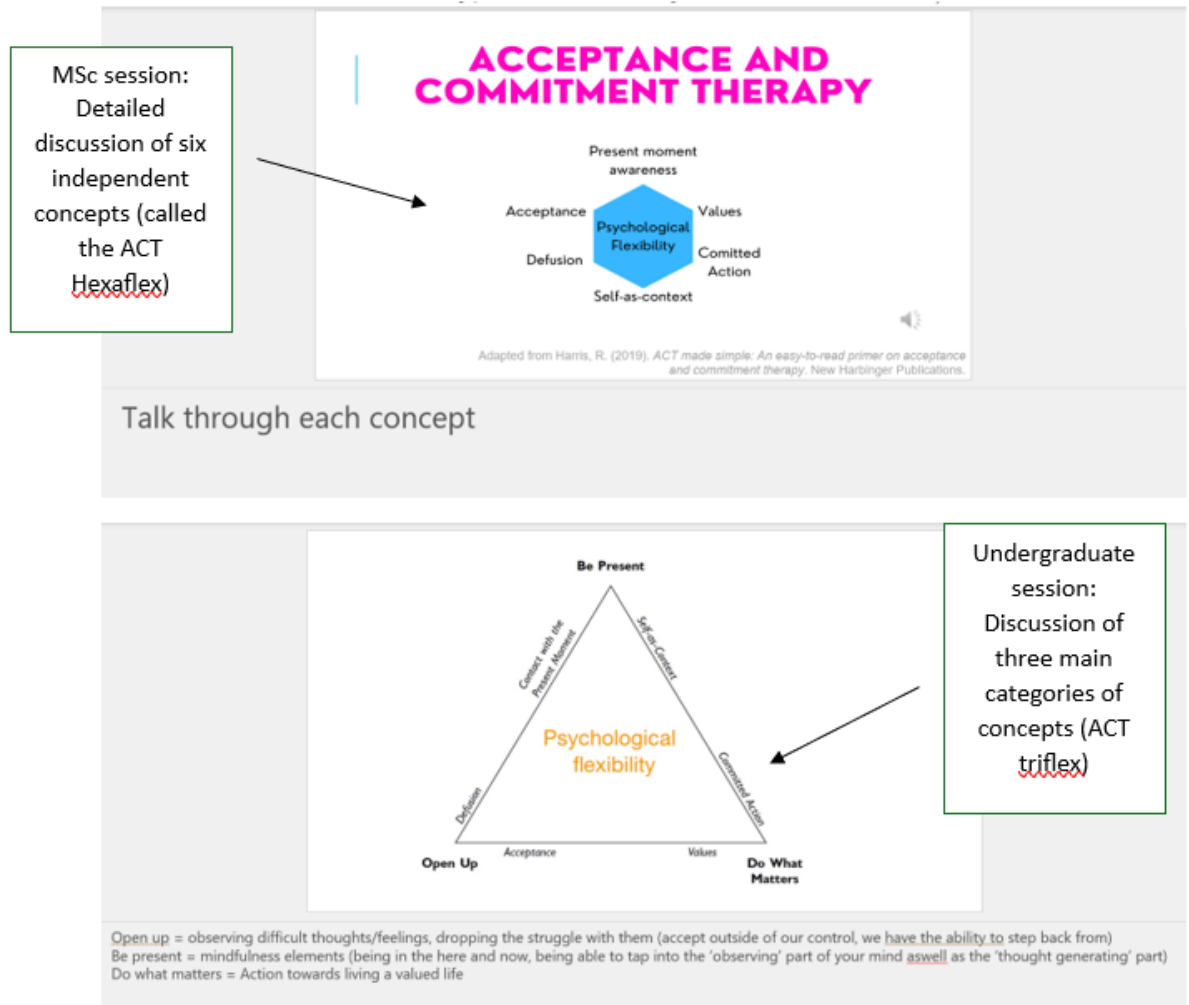 MSc session:
Detailed
discussion of six
independent
concepts (called
the ACT
Hexaflex)
ACCEPTANCE AND
COMMITMENT THERAPY
Present moment
awareness
Acceptance
Values
Psychological
Flexibility
Defusion
Comitted
Action
Self-as-context
Adapted from Harris, R. (2019). ACT made simple: An easy-to-read primer on acceptance
and commitment therapy. New Harbinger Publications.
Talk through each concept
Undergraduate
session:
Discussion of
three main
categories of
concepts (ACT
triflex)
Be Present
Contact with the
Present Moment
Self-as-Context
Psychological
flexibility
Defusion
Committed Action
Acceptance
Values
Open Up
Do What
Matters
Open up = observing difficult thoughts/feelings, dropping the struggle with them (accept outside of our control, we have the ability to step back from)
Be present = mindfulness elements (being in the here and now, being able to tap into the 'observing' part of your mind aswell as the 'thought generating' part)
Do what matters = Action towards living a valued life